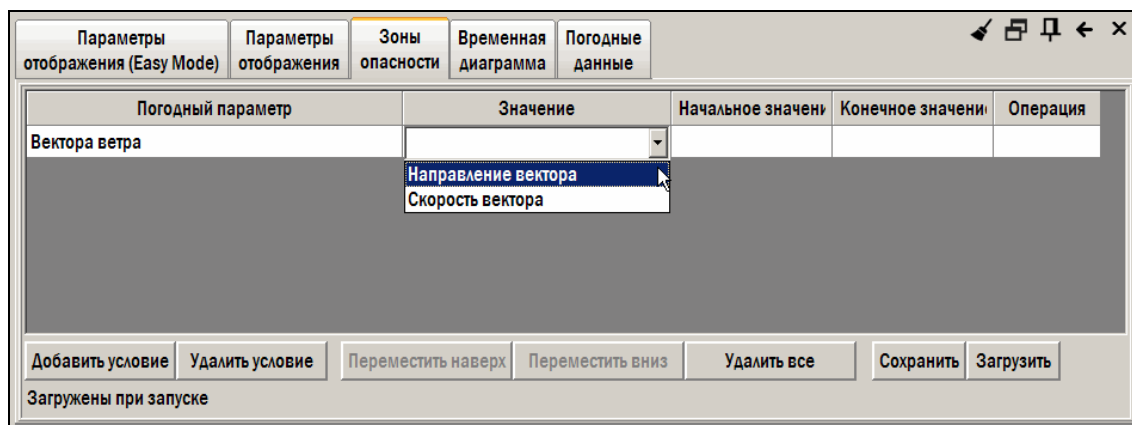 Параметры
отображения (Easy Mode)
Параметры
отображения
Зоны
опасности
Временная
диаграмма
Погодные
данные
Погодный параметр Значение Начальное значени Конечное значени Операция
Вектора ветра
Направление вектора
Скорость вектора
Добавить условие Удалить условие Переместить наверх Переместить вниз Удалить все Сохранить Загрузить
Загружены при запуске